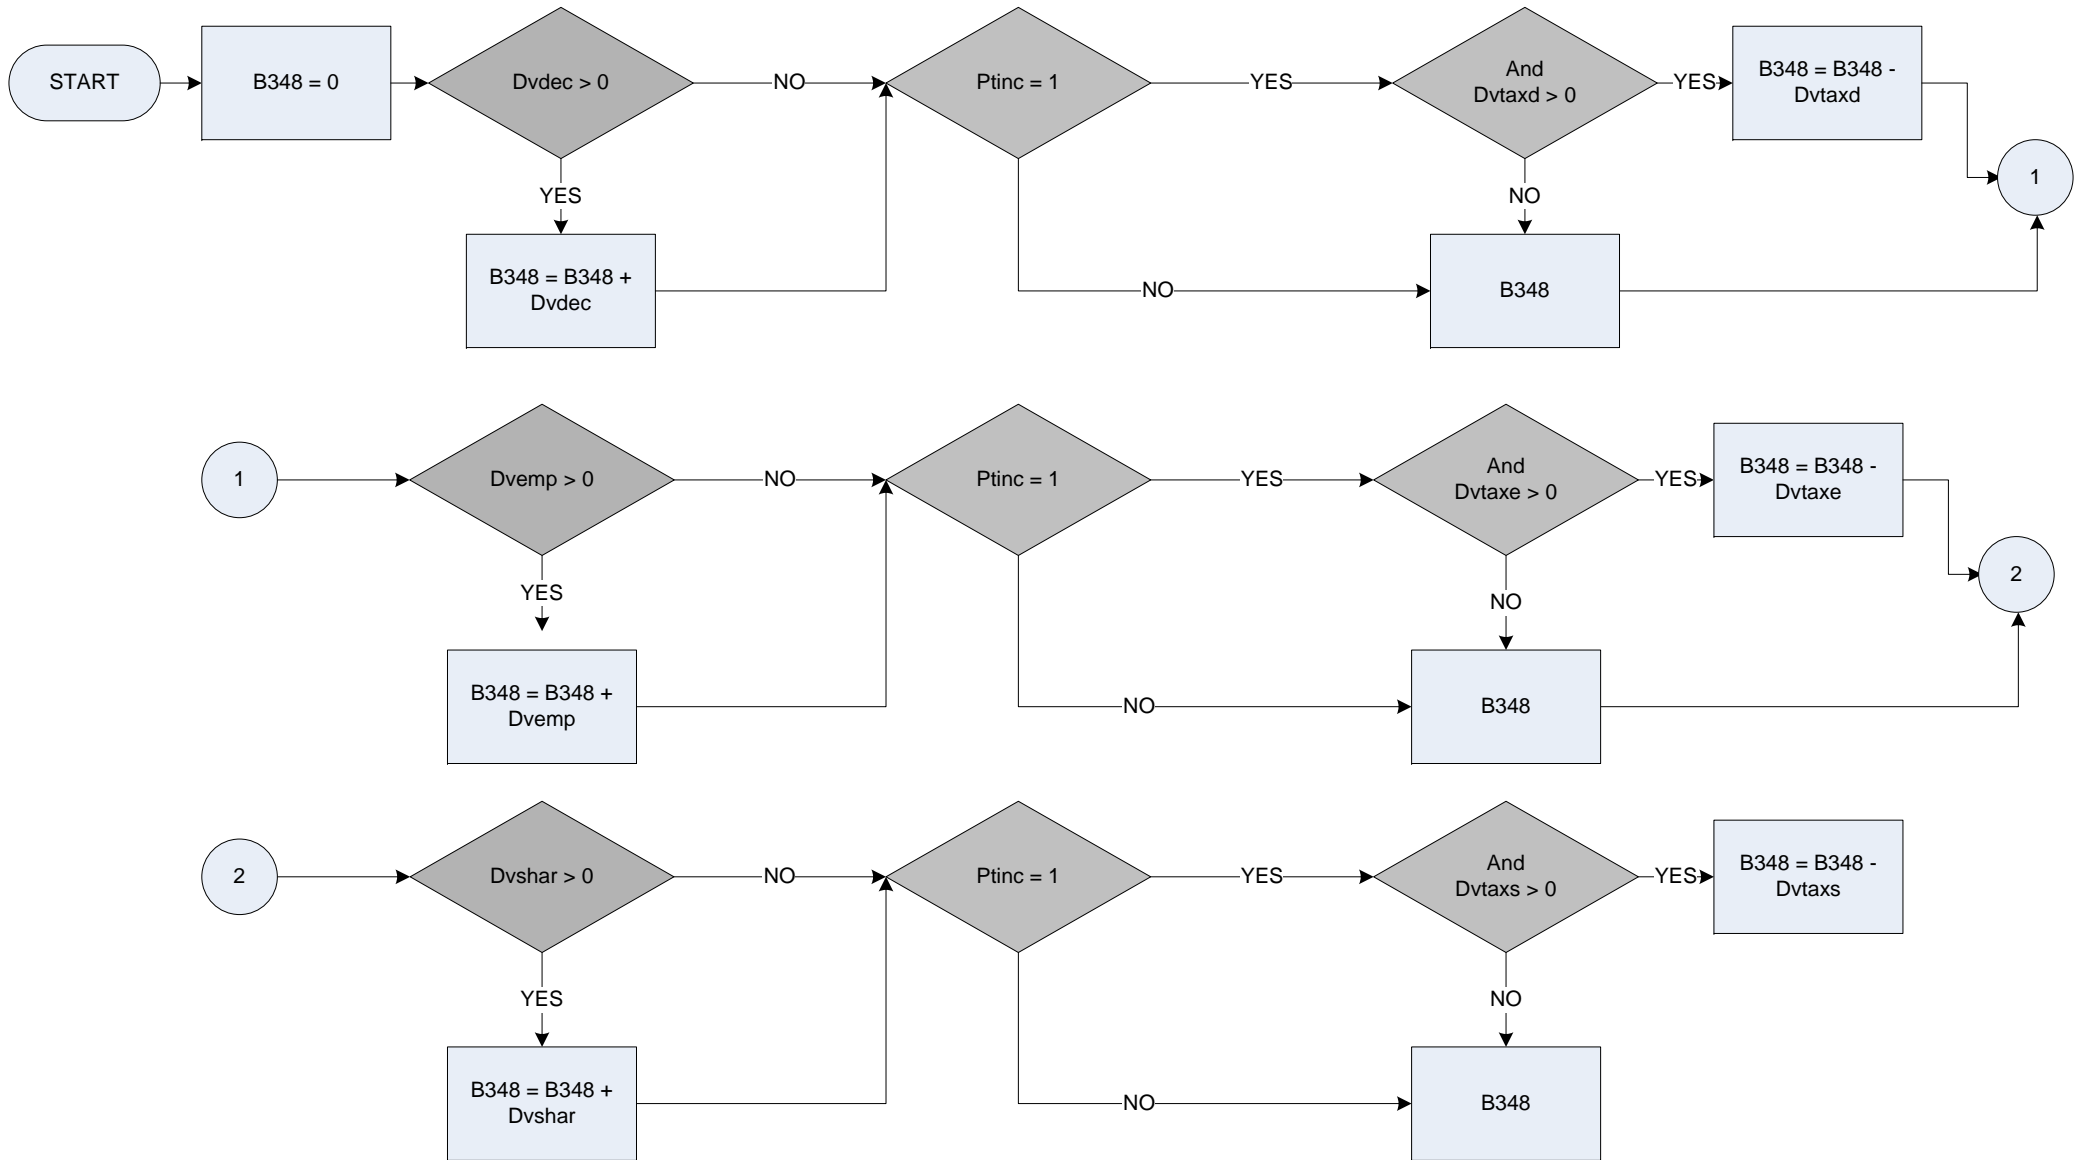 START
B348 = 0
Dvdec > 0
NO
Ptinc = 1
YES
And
Dvtaxd > 0
YES
B348 = B348 -
Dvtaxd
1
YES
NO
B348 = B348 +
Dvdec
NO
B348
1
Dvemp > 0
NO
Ptinc = 1
YES
And
Dvtaxe > 0
YES
B348 = B348 -
Dvtaxe
2
YES
NO
B348 = B348 +
Dvemp
NO
B348
2
Dvshar > 0
NO
Ptinc = 1
YES
And
Dvtaxs > 0
YES
B348 = B348 -
Dvtaxs
YES
NO
B348 = B348 +
Dvshar
NO
B348